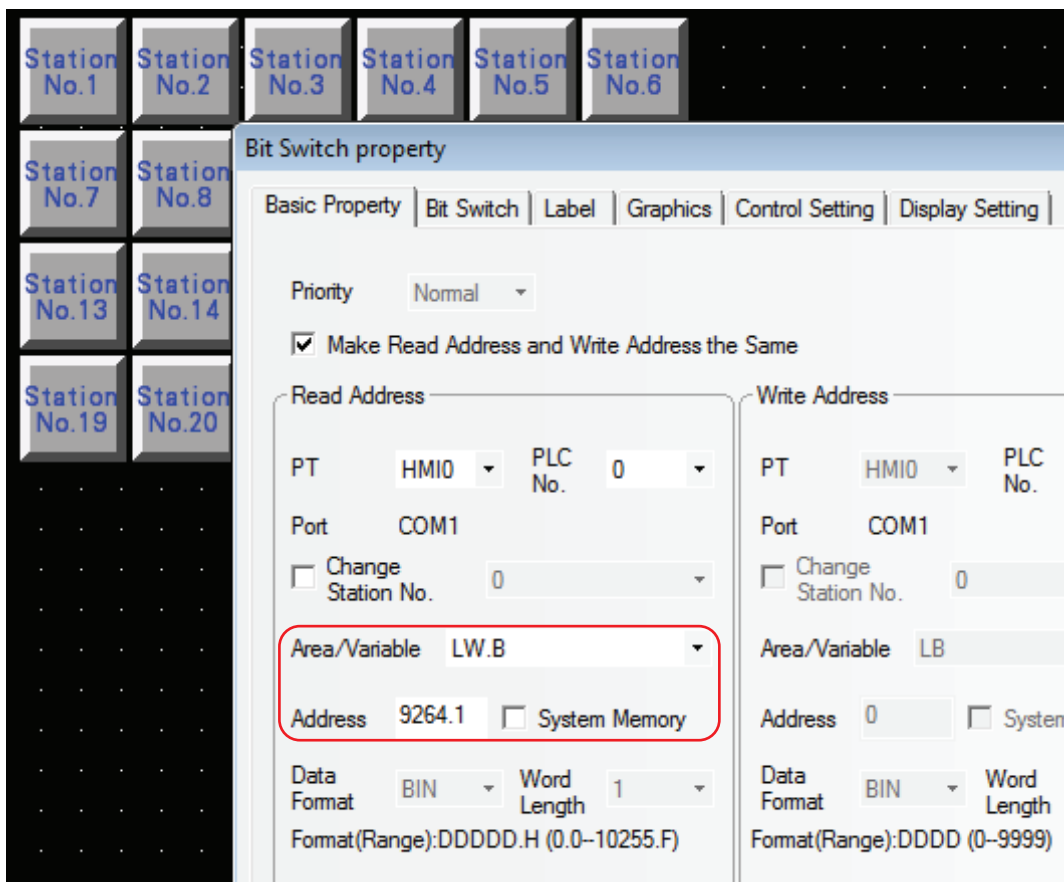 Station No.1
Station No.2
Station No.3
Station No.4
Station No.5
Station No.6
Station No.7
Station No.8
Station No.13
Station No.14
Station No.19
Station No.20
Bit Switch property
Basic Property Bit Switch Label Graphics Control Setting Display Setting
Priority Normal
Make Read Address and Write Address the Same
Read Address
PT HMI0 PLC No. 0
Port COM1
Change Station No. 0
Area/Variable LW.B
Address 9264.1 System Memory
Data Format BIN Word Length 1
Format(Range):DDDDD.H (0.0--10255.F)
Write Address
PT HMI0 PLC No.
Port COM1
Change Station No. 0
Area/Variable LB
Address 0 System
Data Format BIN Word Length
Format(Range):DDDD (0--9999)